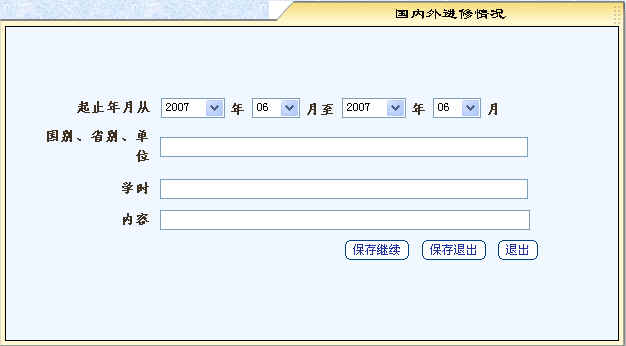 国内外进修情况
起止年月从 2007 年 06 月至 2007 年 06 月
国别、省别、单
位
学时
内容
保存继续 保存退出 退出